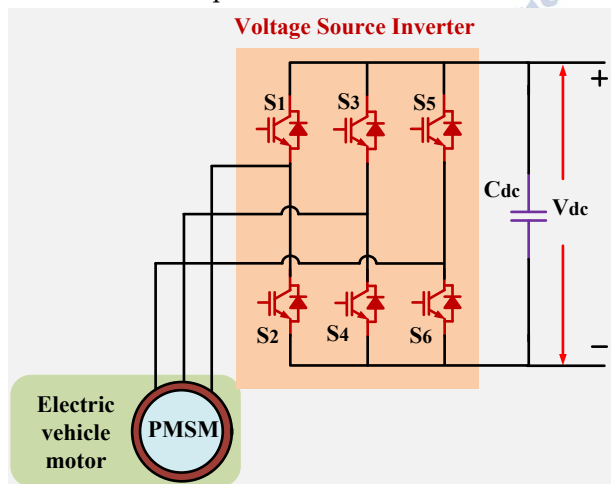 Voltage Source Inverter
S1
S3
S5
+
Cdc
Vdc
S2
S4
S6
−
Electric
vehicle
motor
PMSM